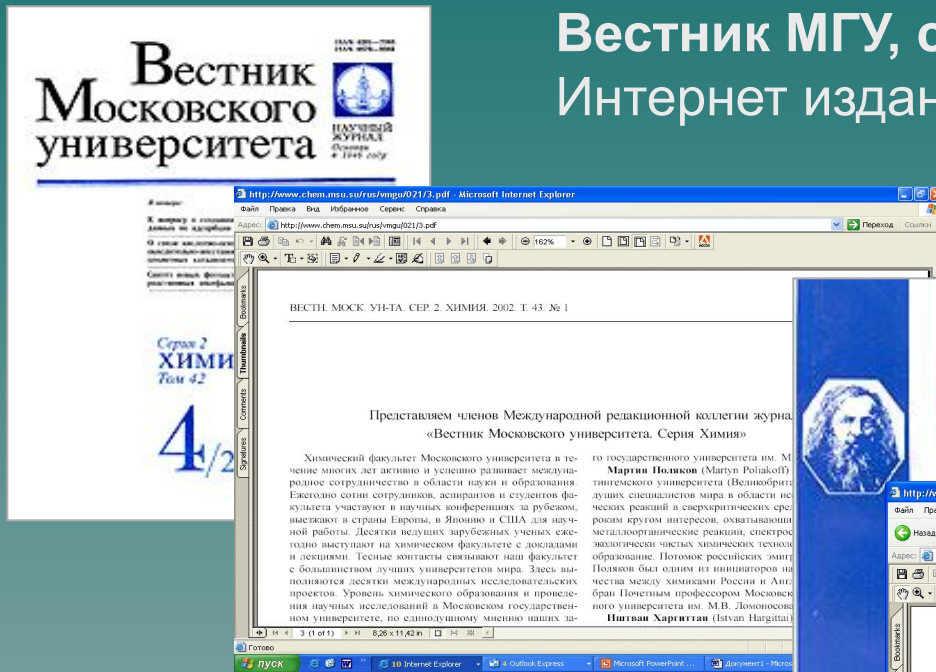 Вестник МГУ, с
Интернет издан
Вестник
Московского
университета
НАУЧНЫЙ
ЖУРНАЛ
Основан
в 1946 году
В номере:
Серия 2
ХИМИ
Том 42
4/2
http://www.chem.msu.su/rus/vmgu/021/3.pdf - Microsoft Internet Explorer
Файл Правка Вид Избранное Сервис Справка
Адрес: http://www.chem.msu.su/rus/vmgu/021/3.pdf Переход Ссылки
162%
Bookmarks
Thumbnails
Comments
Signatures
ВЕСТН. МОСК. УН-ТА. СЕР. 2. ХИМИЯ. 2002. Т. 43. № 1
Представляем членов Международной редакционной коллегии журна
«Вестник Московского университета. Серия Химия»
Химический факультет Московского университета в те-
чение многих лет активно и успешно развивает междуна-
родное сотрудничество в области науки и образования.
Ежегодно сотни сотрудников, аспирантов и студентов фа-
культета участвуют в научных конференциях за рубежом,
выезжают в страны Европы, в Японию и США для науч-
ной работы. Десятки ведущих зарубежных ученых еже-
годно выступают на химическом факультете с докладами
и лекциями. Тесные контакты связывают наш факультет
с большинством лучших университетов мира. Здесь вы-
полняются десятки международных исследовательских
проектов. Уровень химического образования и проведе-
ния научных исследований в Московском государствен-
ном университете, по единодушному мнению наших за-
го государственного университета им. М
Мартин Поляков (Martyn Poliakoff)
тингемского университета (Великобрита
дущих специалистов мира в области исс
ческих реакций в сверхкритических сред
роким кругом интересов, охватывающи
металлоорганические реакции, спектрос
экологически чистых химических техноло
образование. Потомок российских эмигр
Поляков был одним из инициаторов на
чества между химиками России и Англ
бран Почетным профессором Московск
ного университета им. М.В. Ломоносова
Иштван Харгиттаи (Istvan Hargittai)
3 (1 of 1) 8,26 x 11,42 in
Готово
пуск 10 Internet Explorer 4 Outlook Express Microsoft PowerPoint ... Документ1 - Micros
http://w
Файл Пра
Назад
Адрес:
Bookmarks